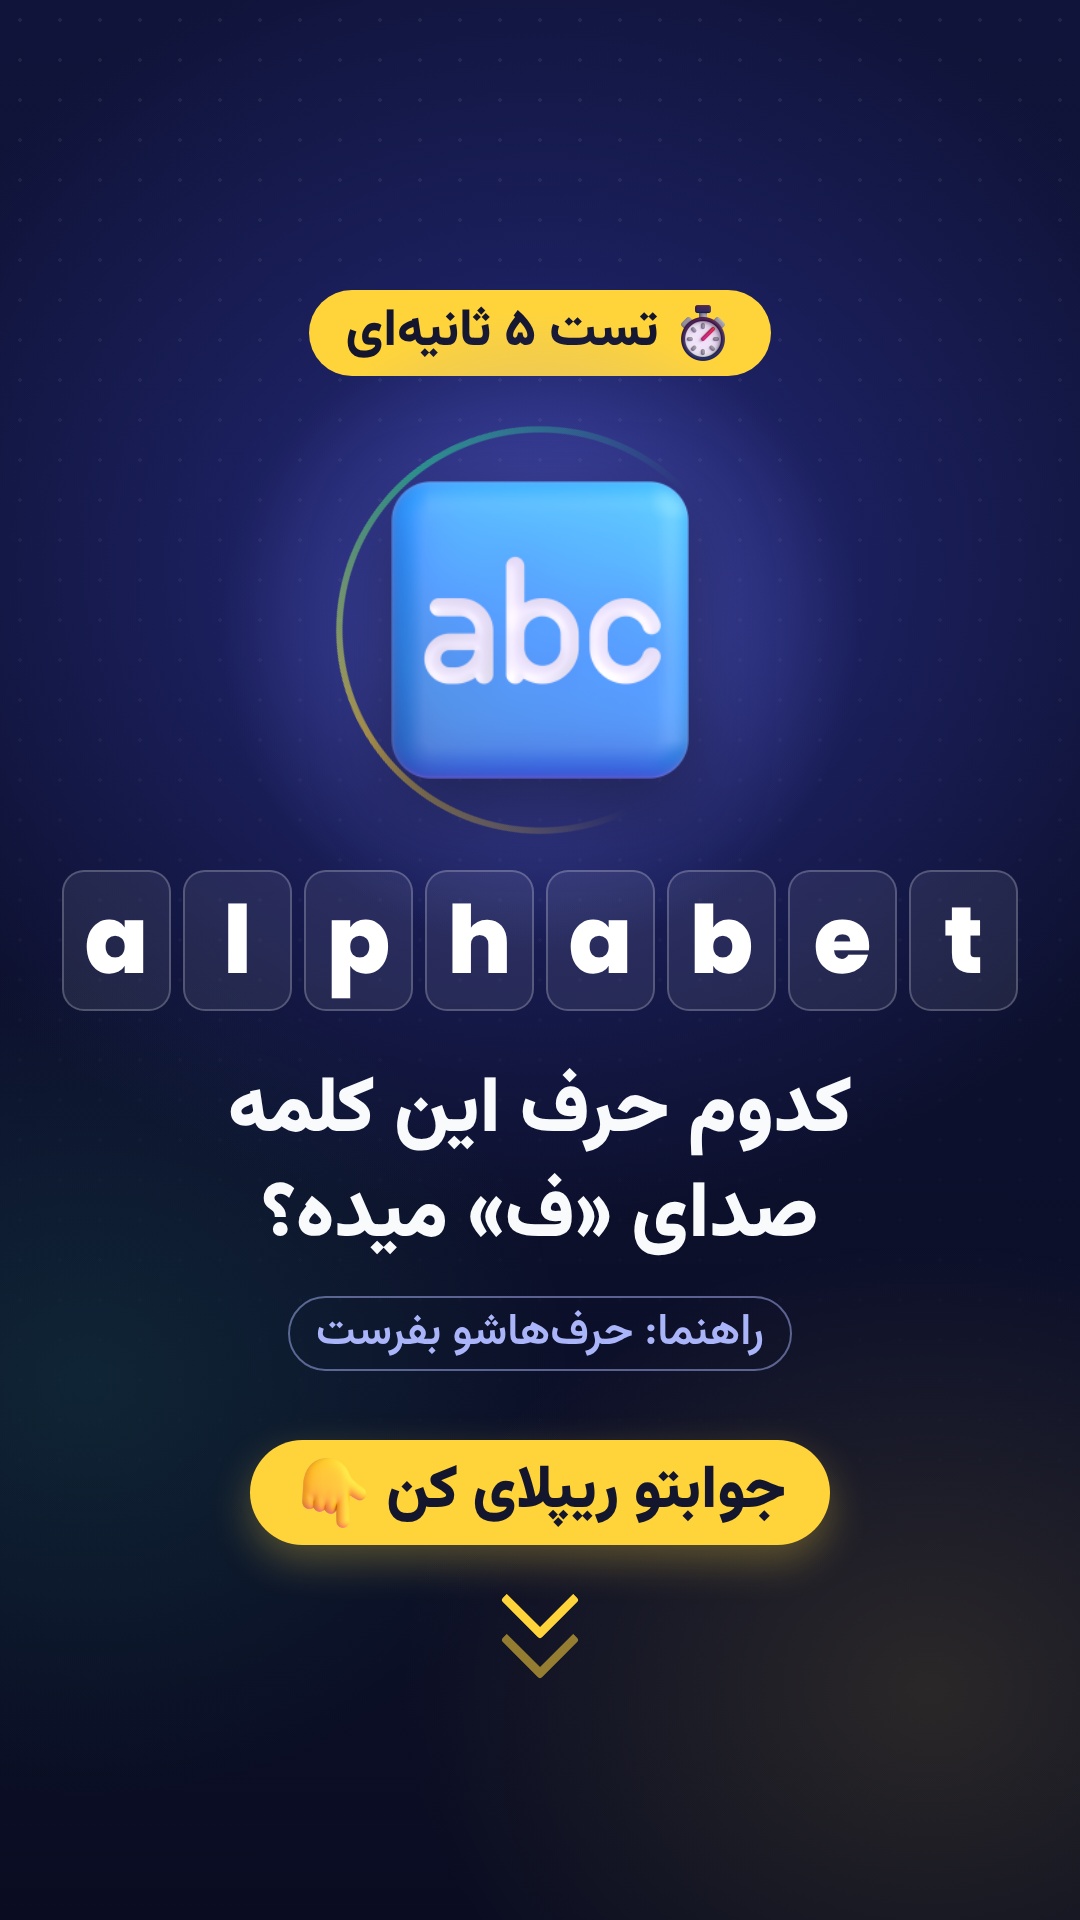 تست ۵ ثانیه‌ای
abc
alphabet
کدوم حرف این کلمه
صدای «ف» میده؟
راهنما: حرف‌هاشو بفرست
جوابتو ریپلای کن